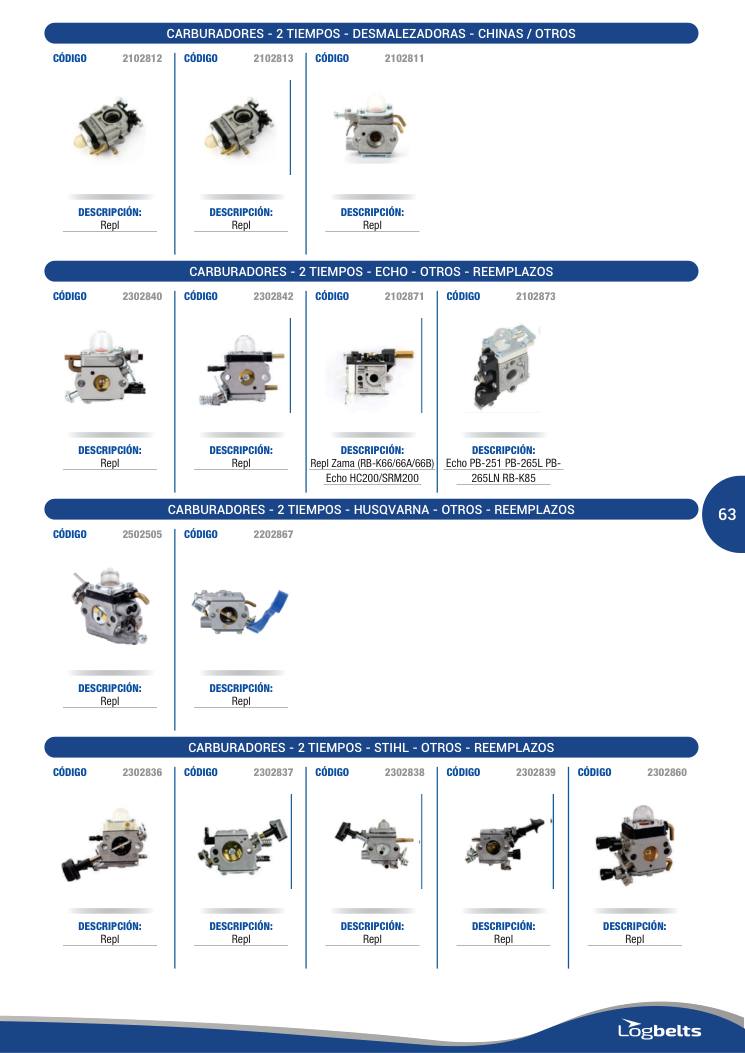 CARBURADORES - 2 TIEMPOS - DESMALEZADORAS - CHINAS / OTROS
CÓDIGO 2102812 CÓDIGO 2102813 CÓDIGO 2102811
DESCRIPCIÓN: DESCRIPCIÓN: DESCRIPCIÓN:
Repl Repl Repl
CARBURADORES - 2 TIEMPOS - ECHO - OTROS - REEMPLAZOS
CÓDIGO 2302840 CÓDIGO 2302842 CÓDIGO 2102871 CÓDIGO 2102873
DESCRIPCIÓN: DESCRIPCIÓN: DESCRIPCIÓN: DESCRIPCIÓN:
Repl Repl Repl Zama (RB-K66/66A/66B) Echo PB-251 PB-265L PB-
Echo HC200/SRM200 265LN RB-K85
CARBURADORES - 2 TIEMPOS - HUSQVARNA - OTROS - REEMPLAZOS
63
CÓDIGO 2502505 CÓDIGO 2202867
DESCRIPCIÓN: DESCRIPCIÓN:
Repl Repl
CARBURADORES - 2 TIEMPOS - STIHL - OTROS - REEMPLAZOS
CÓDIGO 2302836 CÓDIGO 2302837 CÓDIGO 2302838 CÓDIGO 2302839 CÓDIGO 2302860
DESCRIPCIÓN: DESCRIPCIÓN: DESCRIPCIÓN: DESCRIPCIÓN: DESCRIPCIÓN:
Repl Repl Repl Repl Repl
Logbelts